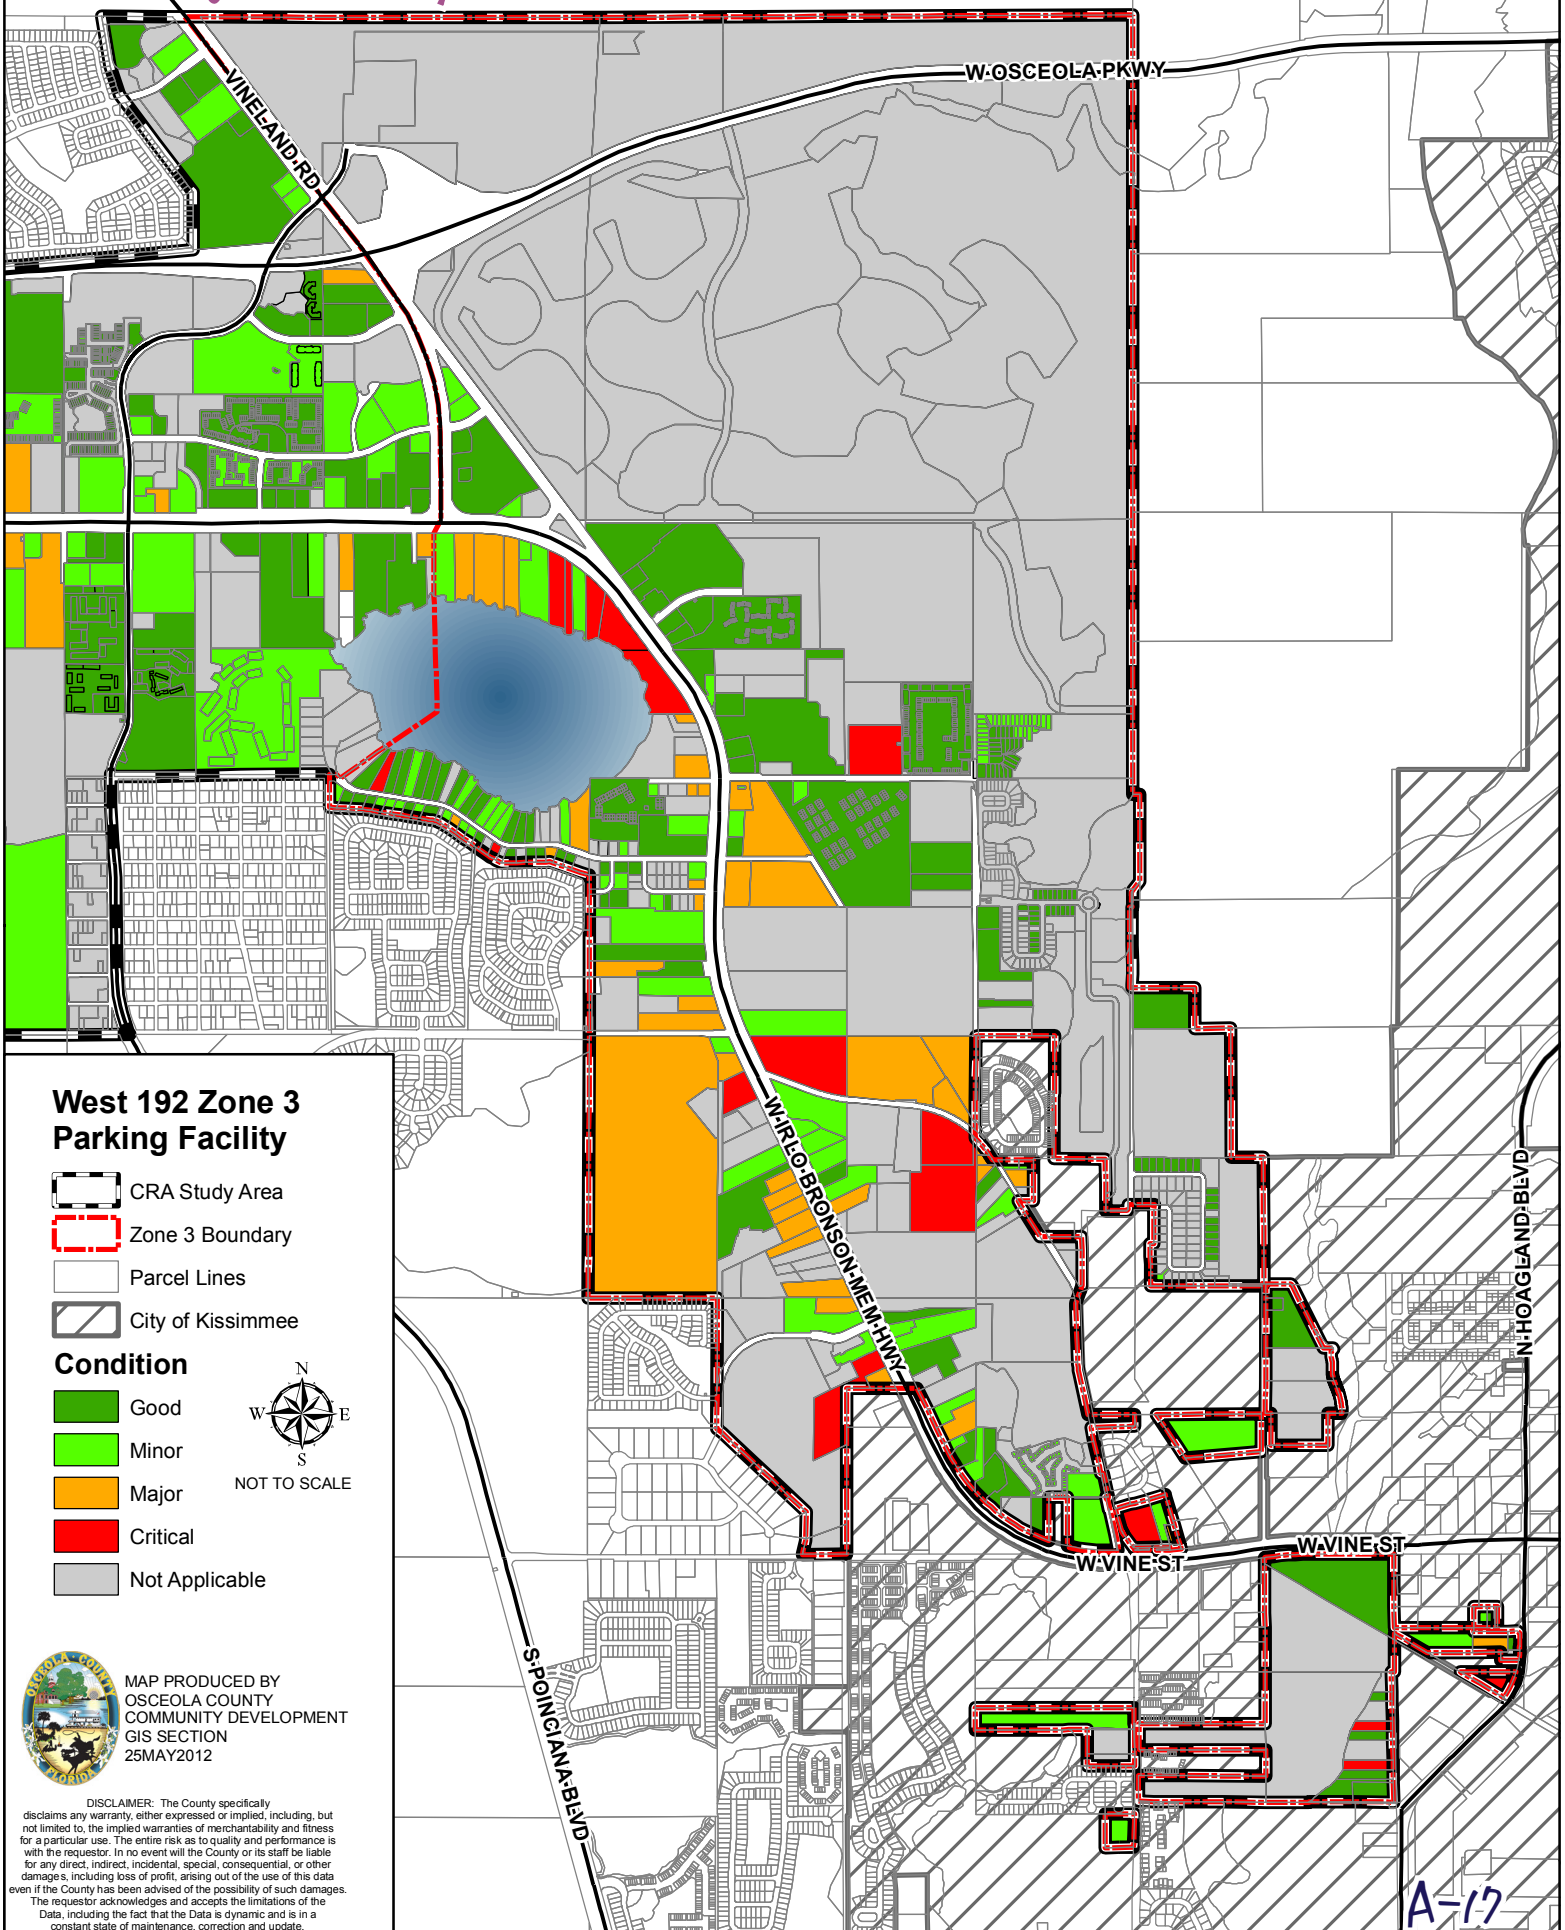 W OSCEOLA PKWY
VINELAND RD
W IRLO BRONSON MEM HWY
N HOAGLAND BLVD
W VINE ST
W VINE ST
S POINCIANA BLVD
West 192 Zone 3
Parking Facility
CRA Study Area
Zone 3 Boundary
Parcel Lines
City of Kissimmee
Condition
Good
Minor
Major
Critical
Not Applicable
N
W E
S
NOT TO SCALE
OSCEOLA COUNTY
FLORIDA
MAP PRODUCED BY
OSCEOLA COUNTY
COMMUNITY DEVELOPMENT
GIS SECTION
25MAY2012
DISCLAIMER: The County specifically
disclaims any warranty, either expressed or implied, including, but
not limited to, the implied warranties of merchantability and fitness
for a particular use. The entire risk as to quality and performance is
with the requestor. In no event will the County or its staff be liable
for any direct, indirect, incidental, special, consequential, or other
damages, including loss of profit, arising out of the use of this data
even if the County has been advised of the possibility of such damages.
The requestor acknowledges and accepts the limitations of the
Data, including the fact that the Data is dynamic and is in a
constant state of maintenance, correction and update.
A-17